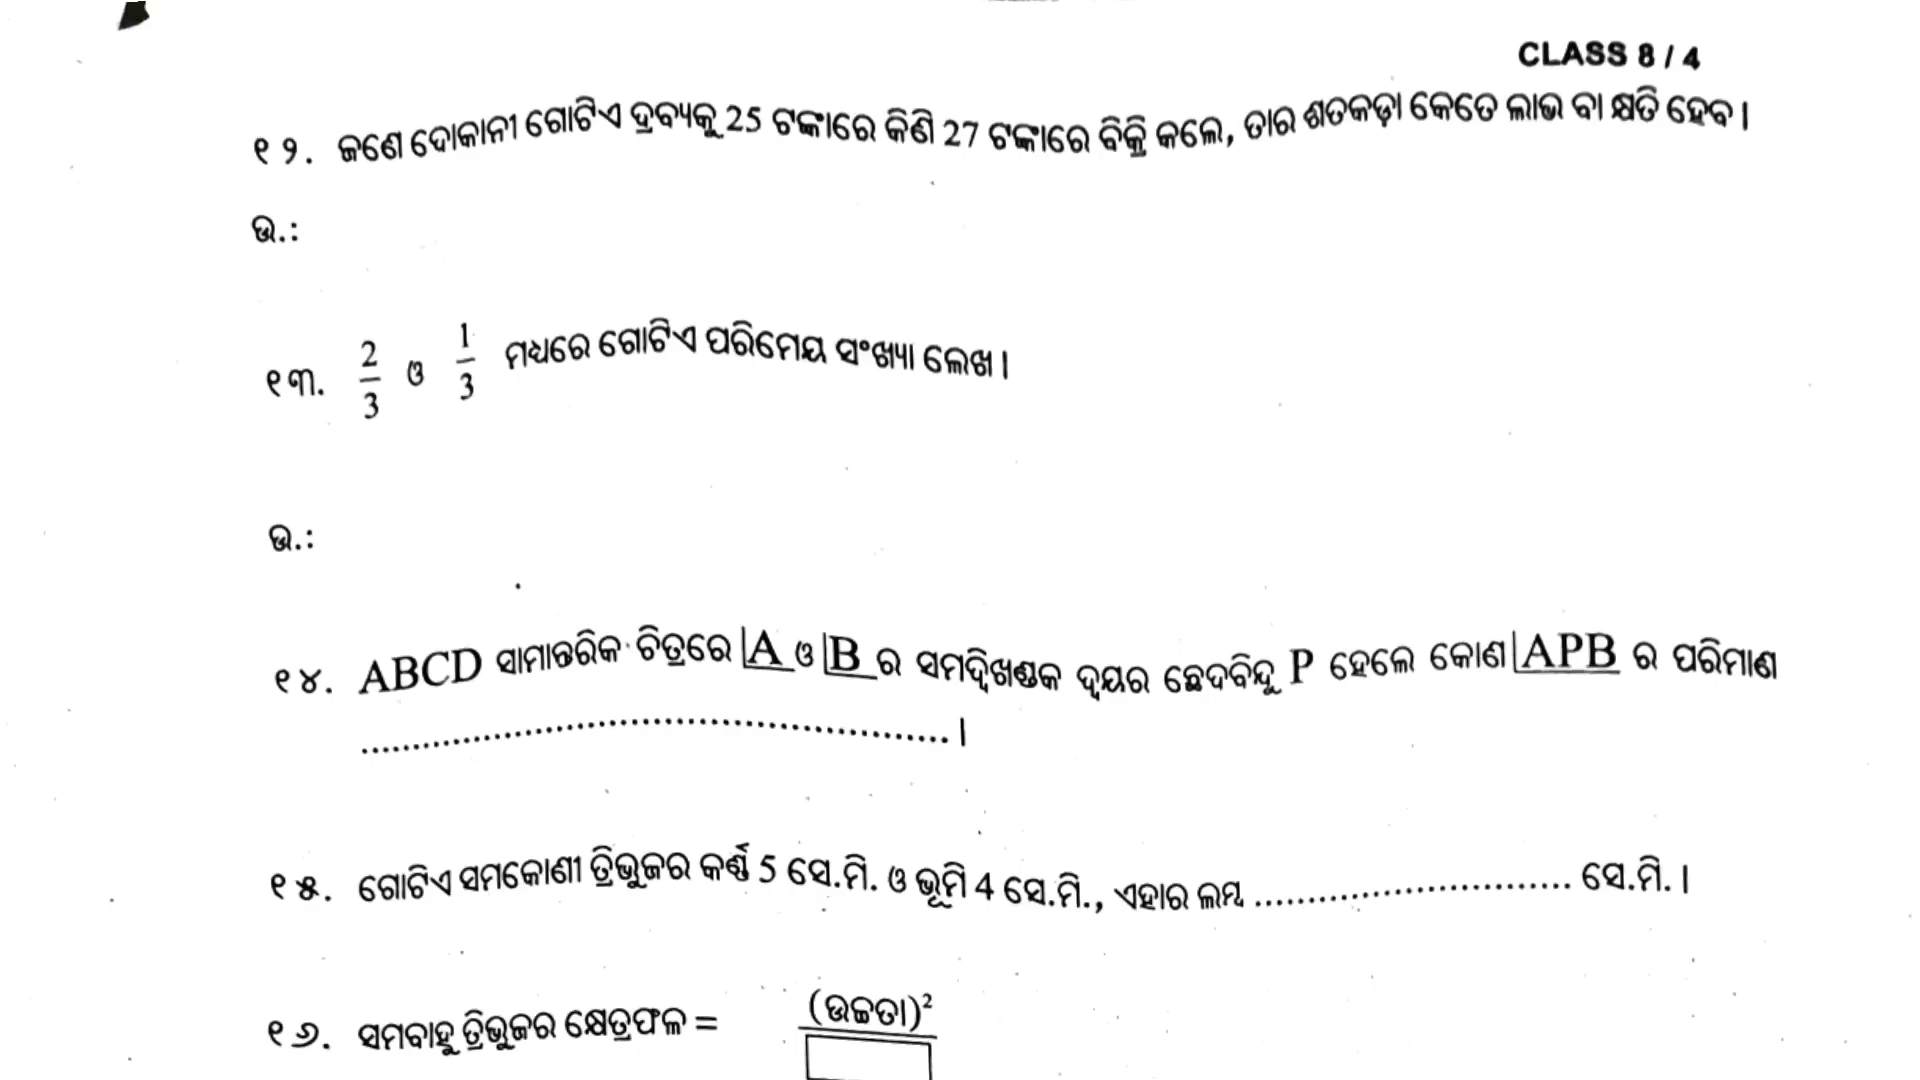 CLASS 8 / 4
୧୨. ଜଣେ ଦୋକାନୀ ଗୋଟିଏ ଦ୍ରବ୍ୟକୁ 25 ଟଙ୍କାରେ କିଣି 27 ଟଙ୍କାରେ ବିକ୍ରି କଲେ, ତାର ଶତକଡ଼ା କେତେ ଲାଭ ବା କ୍ଷତି ହେବ।
ଉ.:
୧୩. 2/3 ଓ 1/3 ମଧ୍ୟରେ ଗୋଟିଏ ପରିମେୟ ସଂଖ୍ୟା ଲେଖ।
ଉ.:
୧୪. ABCD ସାମାନ୍ତରିକ ଚିତ୍ରରେ |A ଓ |B ର ସମଦ୍ୱିଖଣ୍ଡକ ଦ୍ୱୟର ଛେଦବିନ୍ଦୁ P ହେଲେ କୋଣ |APB ର ପରିମାଣ
.................................................... ।
୧୫. ଗୋଟିଏ ସମକୋଣୀ ତ୍ରିଭୁଜର କର୍ଣ୍ଣ 5 ସେ.ମି. ଓ ଭୂମି 4 ସେ.ମି., ଏହାର ଲମ୍ବ .............................. ସେ.ମି.।
୧୬. ସମବାହୁ ତ୍ରିଭୁଜର କ୍ଷେତ୍ରଫଳ = (ଉଚ୍ଚତା)²